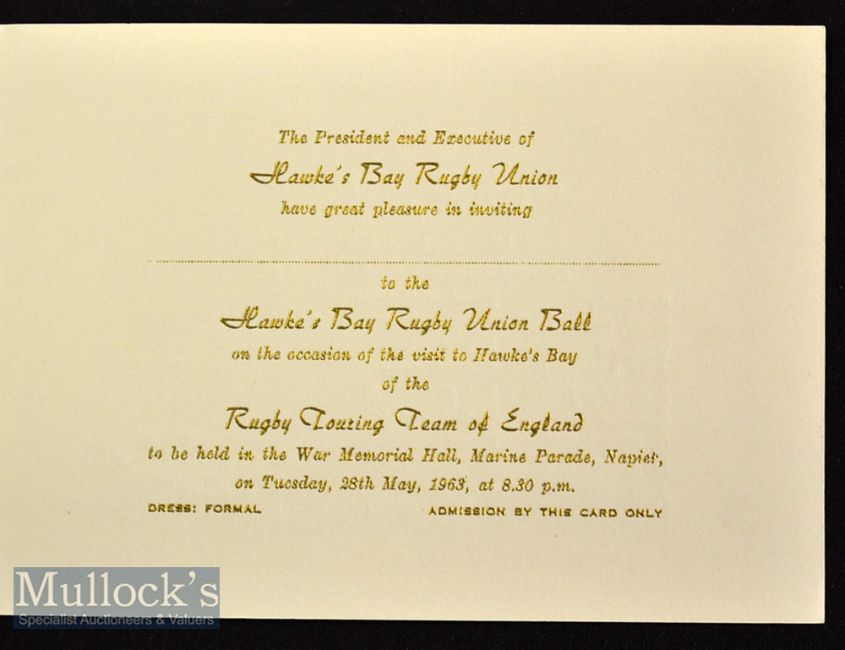 The President and Executive of
Hawke's Bay Rugby Union
have great pleasure in inviting
to the
Hawke's Bay Rugby Union Ball
on the occasion of the visit to Hawke's Bay
of the
Rugby Touring Team of England
to be held in the War Memorial Hall, Marine Parade, Napier,
on Tuesday, 28th May, 1963, at 8.30 p.m.
DRESS: FORMAL ADMISSION BY THIS CARD ONLY
Mullock's
Specialist Auctioneers & Valuers